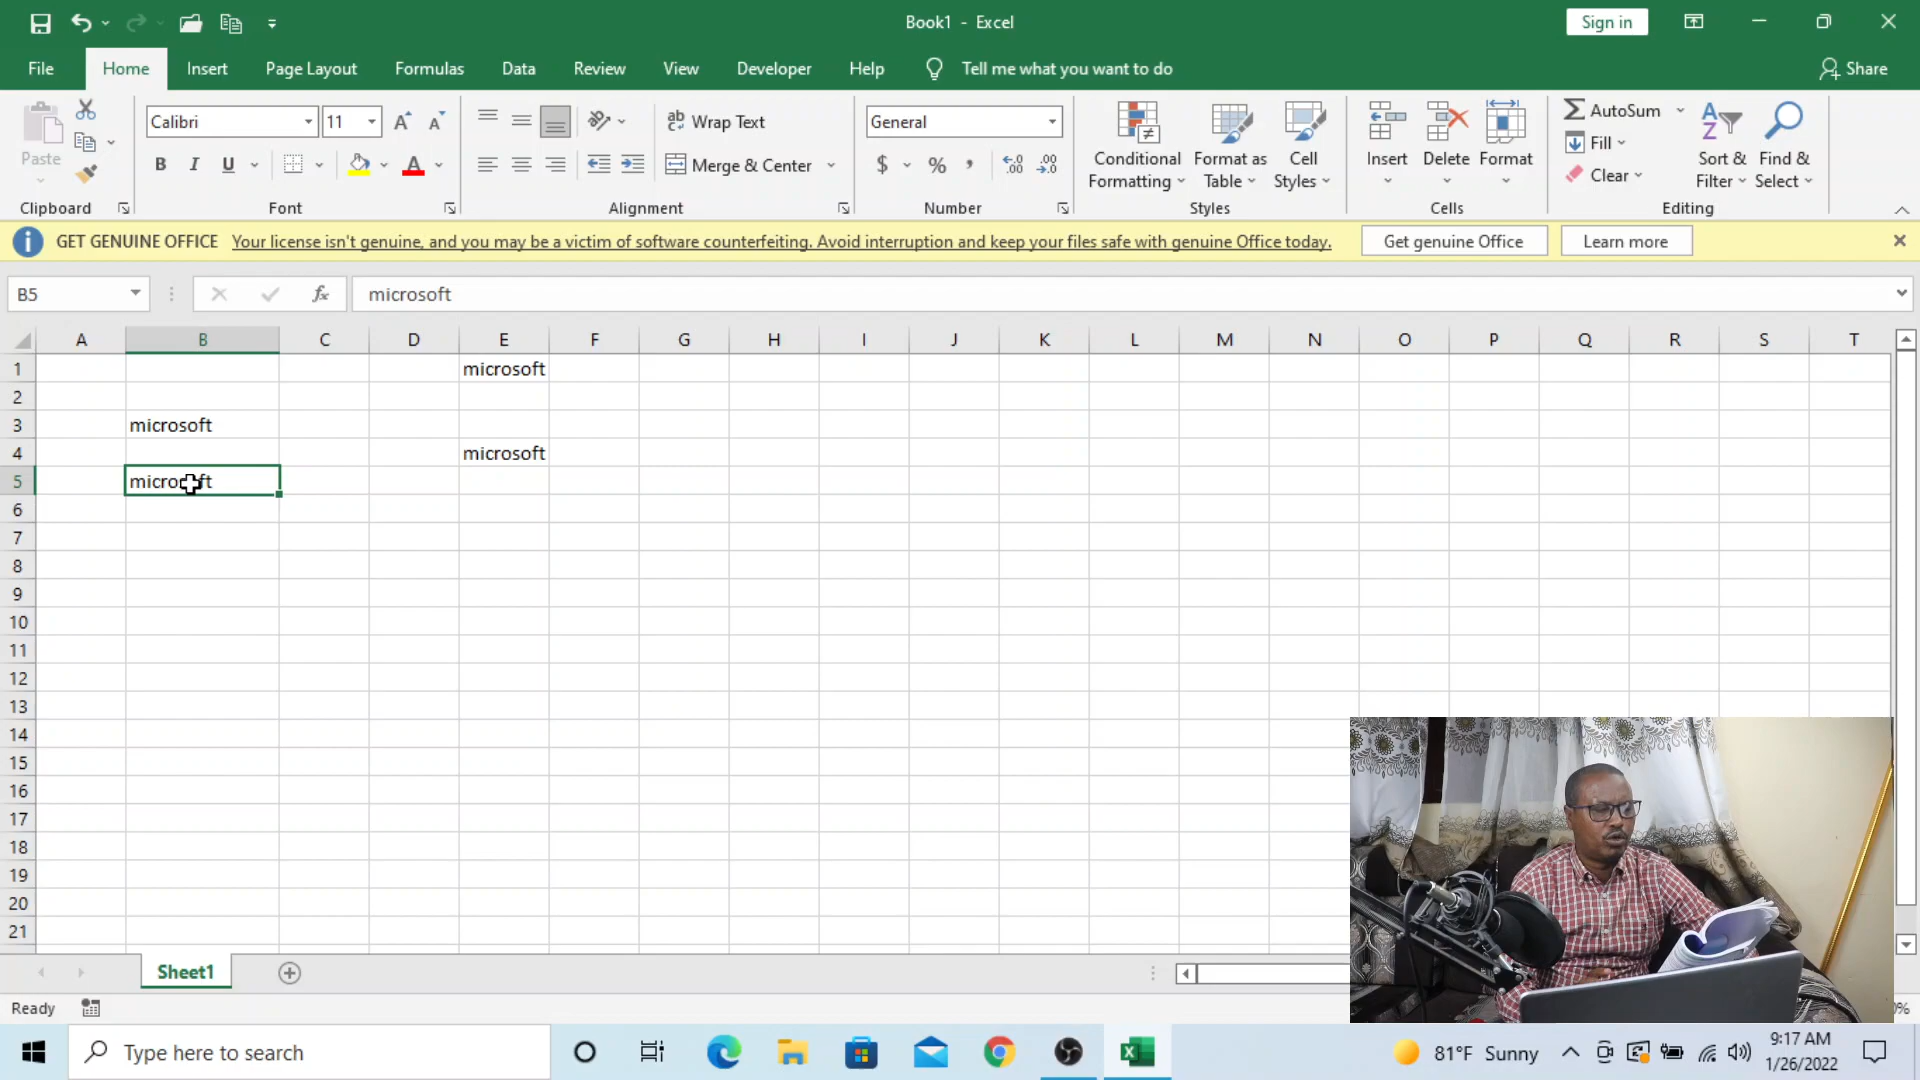 Book1 - Excel
Sign in
File Home Insert Page Layout Formulas Data Review View Developer Help Tell me what you want to do Share
Calibri 11 Wrap Text General AutoSum
Paste Conditional Formatting Format as Table Cell Styles Insert Delete Format Fill Sort & Filter Find & Select
B I U Merge & Center $ % Clear
Clipboard Font Alignment Number Styles Cells Editing
GET GENUINE OFFICE Your license isn't genuine, and you may be a victim of software counterfeiting. Avoid interruption and keep your files safe with genuine Office today. Get genuine Office Learn more
B5 fx microsoft
A B C D E F G H I J K L M N O P Q R S T
1 microsoft
2
3 microsoft
4 microsoft
5 microsoft
6
7
8
9
10
11
12
13
14
15
16
17
18
19
20
21
Sheet1
Ready
Type here to search
81°F Sunny
9:17 AM
1/26/2022